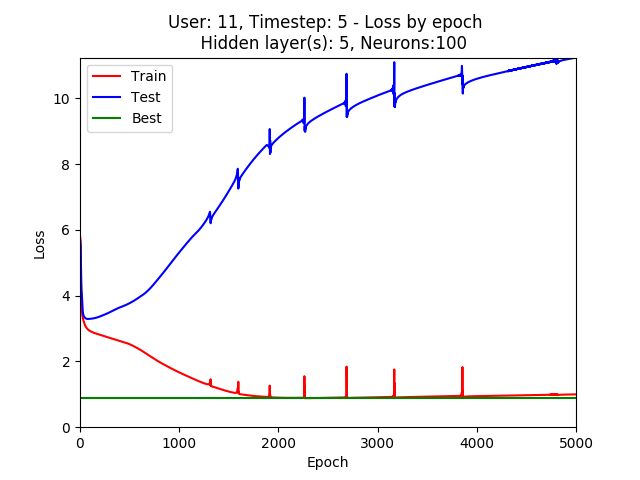 User: 11, Timestep: 5 - Loss by epoch
Hidden layer(s): 5, Neurons:100
Train
Test
Best
10
8
6
4
2
0
Loss
0 1000 2000 3000 4000 5000
Epoch